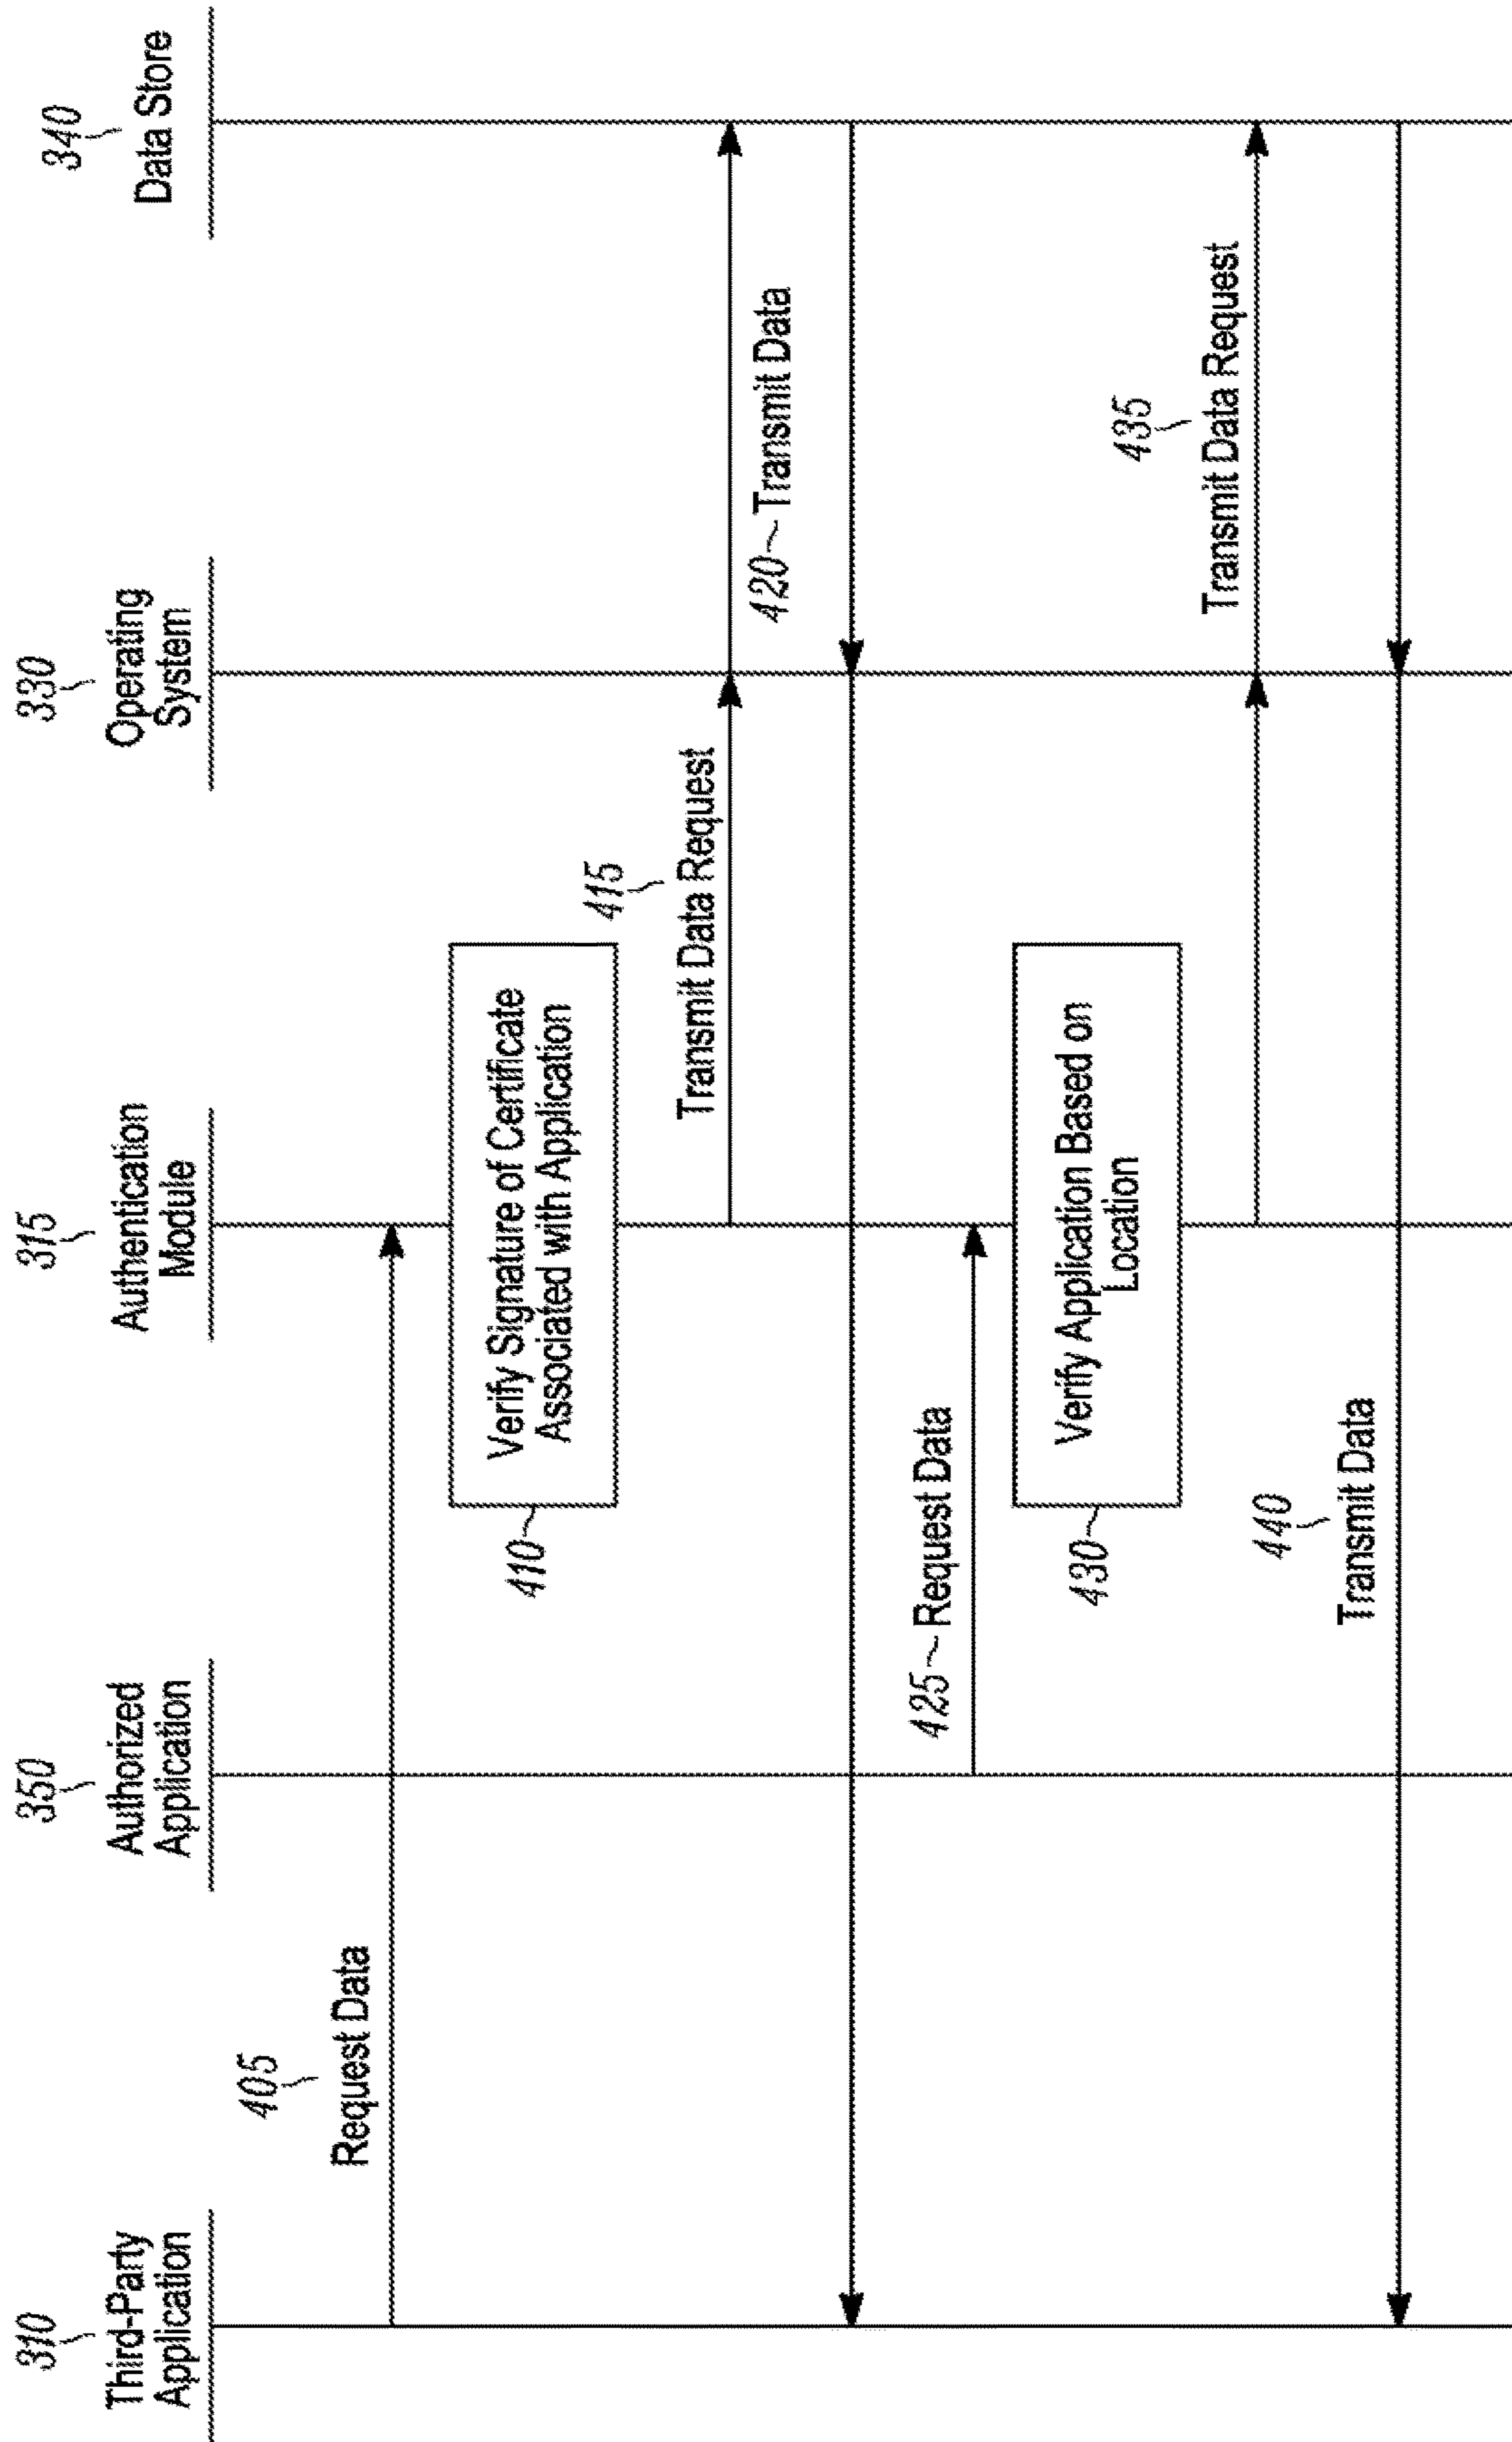 310
Third-Party
Application
350
Authorized
Application
315
Authentication
Module
330
Operating
System
340
Data Store
405
Request Data
410
Verify Signature of Certificate
Associated with Application
415
Transmit Data Request
420 Transmit Data
425 Request Data
430
Verify Application Based on
Location
435
Transmit Data Request
440
Transmit Data